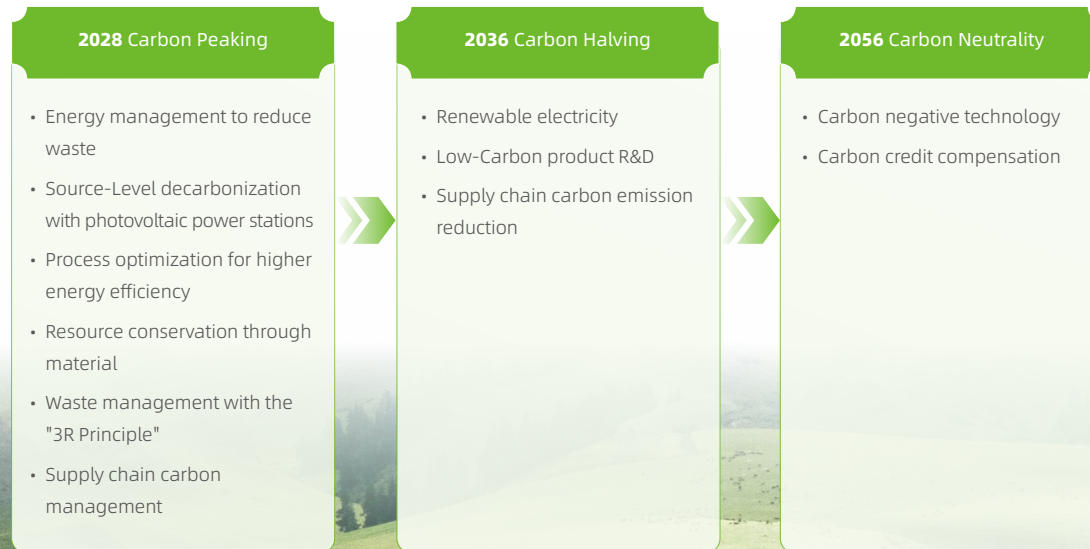 2028 Carbon Peaking
• Energy management to reduce
waste
• Source-Level decarbonization
with photovoltaic power stations
• Process optimization for higher
energy efficiency
• Resource conservation through
material
• Waste management with the
"3R Principle"
• Supply chain carbon
management
2036 Carbon Halving
• Renewable electricity
• Low-Carbon product R&D
• Supply chain carbon emission
reduction
2056 Carbon Neutrality
• Carbon negative technology
• Carbon credit compensation